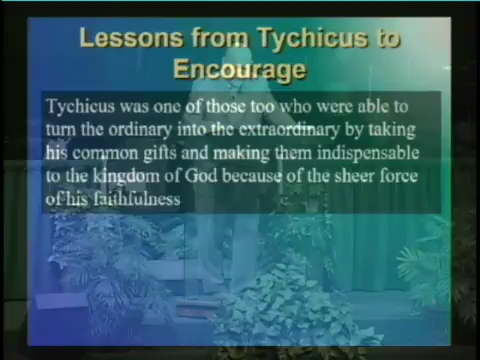 Lessons from Tychicus to
Encourage
Tychicus was one of those too who were able to
turn the ordinary into the extraordinary by taking
his common gifts and making them indispensable
to the kingdom of God because of the sheer force
of his faithfulness